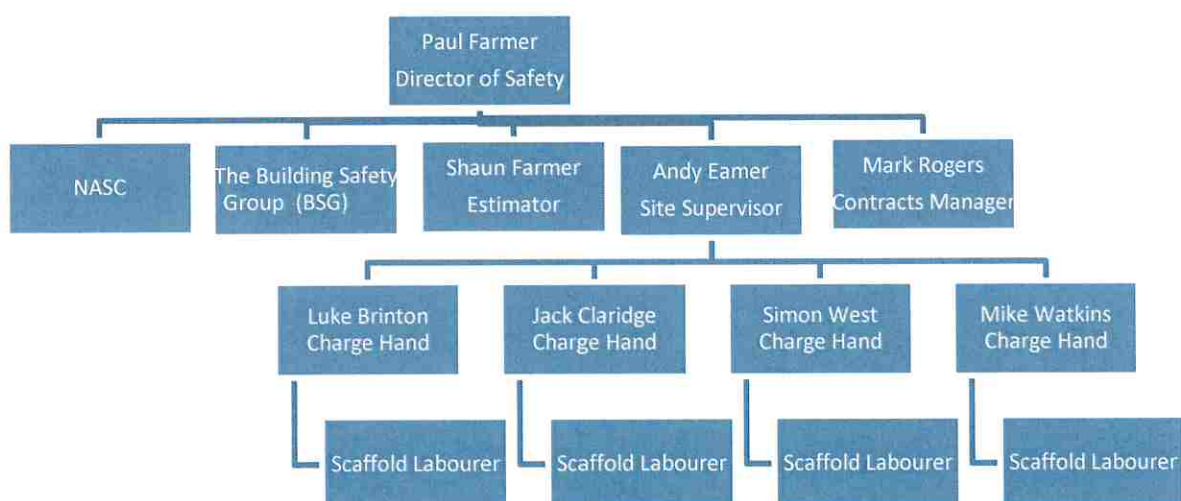 Paul Farmer
Director of Safety
NASC
The Building Safety
Group (BSG)
Shaun Farmer
Estimator
Andy Eamer
Site Supervisor
Mark Rogers
Contracts Manager
Luke Brinton
Charge Hand
Jack Claridge
Charge Hand
Simon West
Charge Hand
Mike Watkins
Charge Hand
Scaffold Labourer
Scaffold Labourer
Scaffold Labourer
Scaffold Labourer